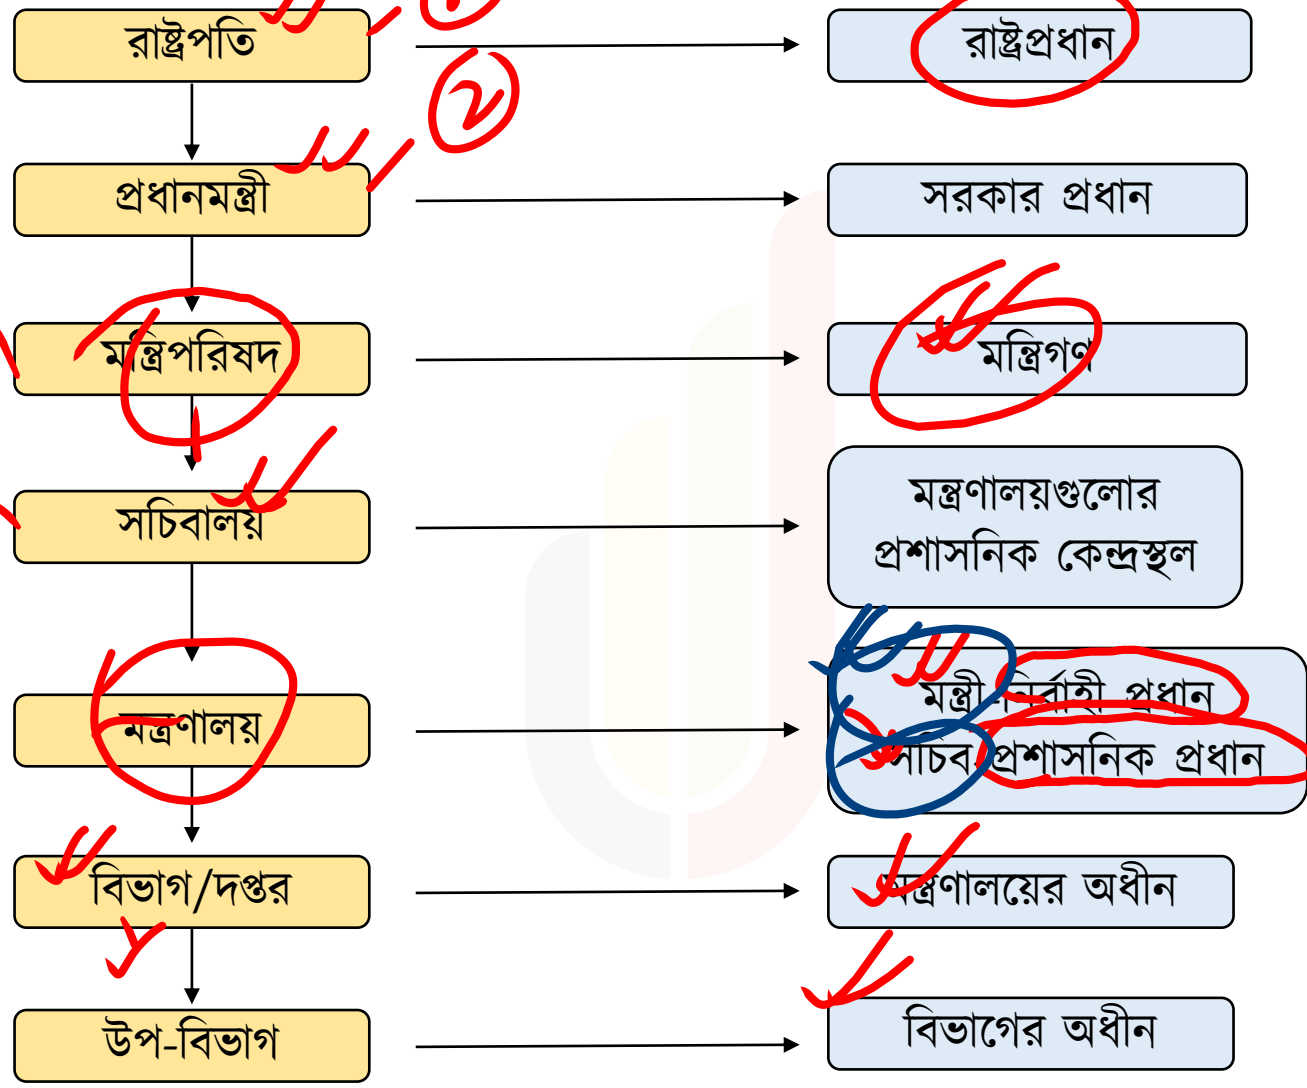 রাষ্ট্রপতি
রাষ্ট্রপ্রধান
২
প্রধানমন্ত্রী
সরকার প্রধান
মন্ত্রিপরিষদ
মন্ত্রিগণ
সচিবালয়
মন্ত্রণালয়গুলোর
প্রশাসনিক কেন্দ্রস্থল
মন্ত্রণালয়
মন্ত্রী-নির্বাহী প্রধান
সচিব-প্রশাসনিক প্রধান
বিভাগ/দপ্তর
মন্ত্রণালয়ের অধীন
উপ-বিভাগ
বিভাগের অধীন